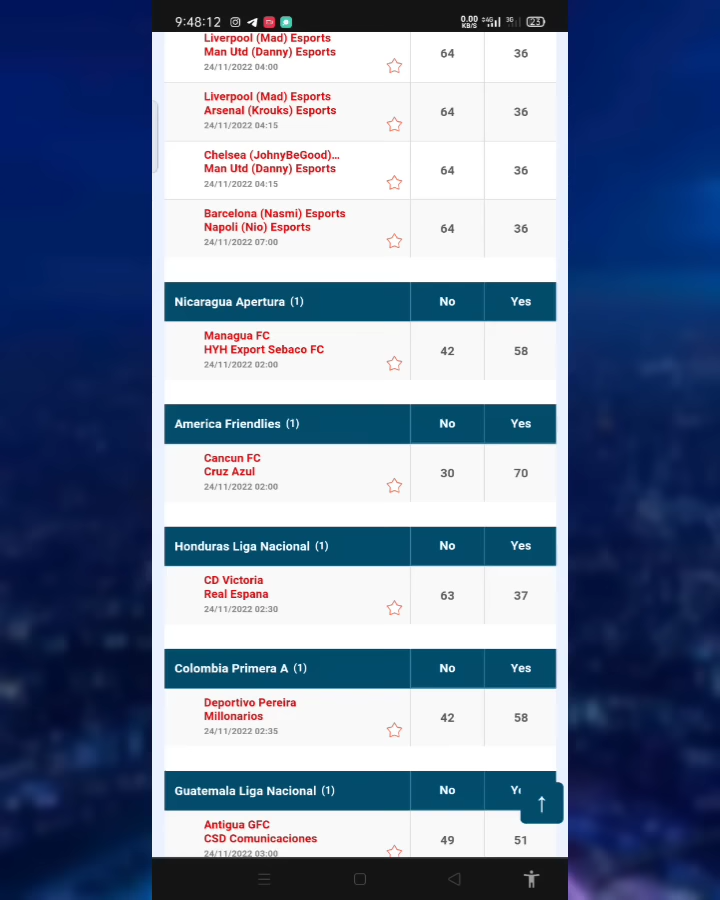 9:48:12
0.00 KB/S 4G 3G 23
Liverpool (Mad) Esports
Man Utd (Danny) Esports
24/11/2022 04:00
64 36
Liverpool (Mad) Esports
Arsenal (Krouks) Esports
24/11/2022 04:15
64 36
Chelsea (JohnyBeGood)...
Man Utd (Danny) Esports
24/11/2022 04:15
64 36
Barcelona (Nasmi) Esports
Napoli (Nio) Esports
24/11/2022 07:00
64 36
Nicaragua Apertura (1) No Yes
Managua FC
HYH Export Sebaco FC
24/11/2022 02:00
42 58
America Friendlies (1) No Yes
Cancun FC
Cruz Azul
24/11/2022 02:00
30 70
Honduras Liga Nacional (1) No Yes
CD Victoria
Real Espana
24/11/2022 02:30
63 37
Colombia Primera A (1) No Yes
Deportivo Pereira
Millonarios
24/11/2022 02:35
42 58
Guatemala Liga Nacional (1) No
Antigua GFC
CSD Comunicaciones
24/11/2022 03:00
49 51